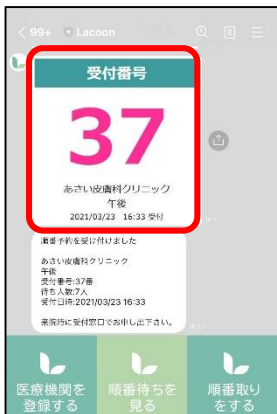 99+
Lacoon
受付番号
37
あさい皮膚科クリニック
午後
2021/03/23 16:33 受付
順番予約を受け付けました
あさい皮膚科クリニック
午後
受付番号:37番
待ち人数:7人
受付日時:2021/03/23 16:33
来院時に受付窓口でお申し出下さい。
医療機関を
登録する
順番待ちを
見る
順番取り
をする